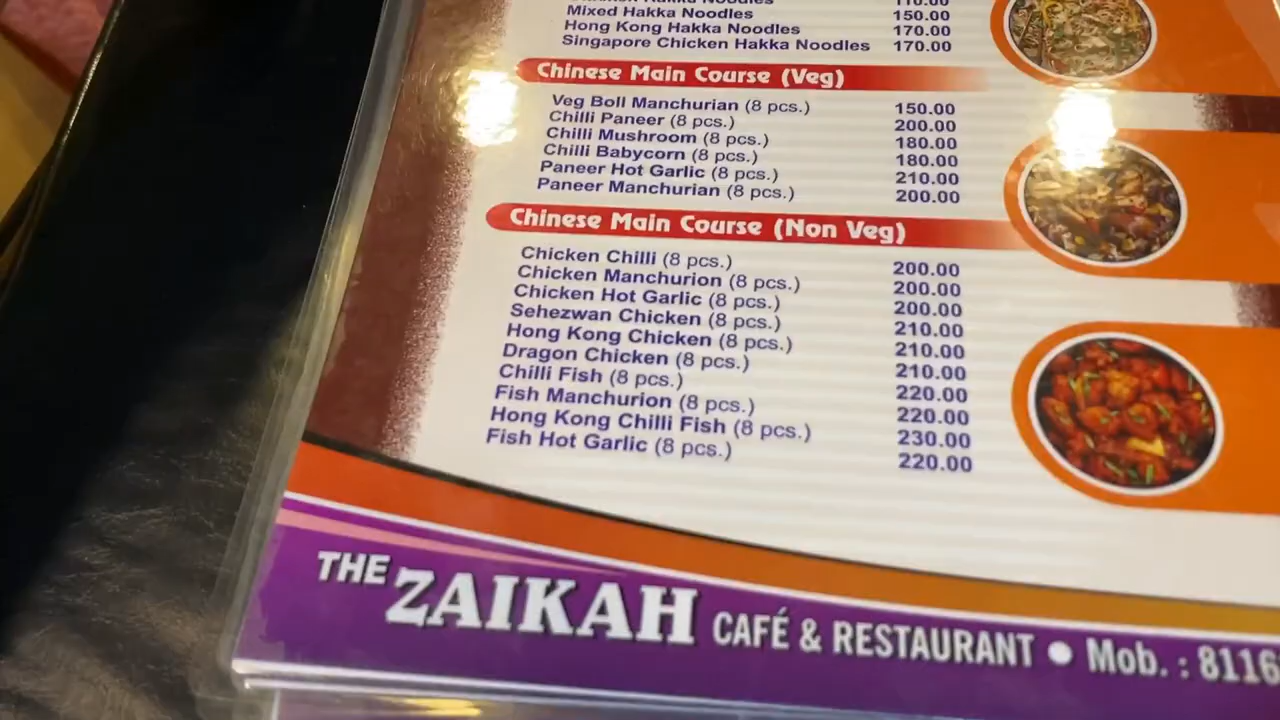 Hakka Noodles 110.00
Mixed Hakka Noodles 150.00
Hong Kong Hakka Noodles 170.00
Singapore Chicken Hakka Noodles 170.00
Chinese Main Course (Veg)
Veg Boll Manchurian (8 pcs.) 150.00
Chilli Paneer (8 pcs.) 200.00
Chilli Mushroom (8 pcs.) 180.00
Chilli Babycorn (8 pcs.) 180.00
Paneer Hot Garlic (8 pcs.) 210.00
Paneer Manchurian (8 pcs.) 200.00
Chinese Main Course (Non Veg)
Chicken Chilli (8 pcs.) 200.00
Chicken Manchurion (8 pcs.) 200.00
Chicken Hot Garlic (8 pcs.) 200.00
Sehezwan Chicken (8 pcs.) 210.00
Hong Kong Chicken (8 pcs.) 210.00
Dragon Chicken (8 pcs.) 210.00
Chilli Fish (8 pcs.) 220.00
Fish Manchurion (8 pcs.) 220.00
Hong Kong Chilli Fish (8 pcs.) 230.00
Fish Hot Garlic (8 pcs.) 220.00
THE ZAIKAH CAFÉ & RESTAURANT ● Mob. : 8116